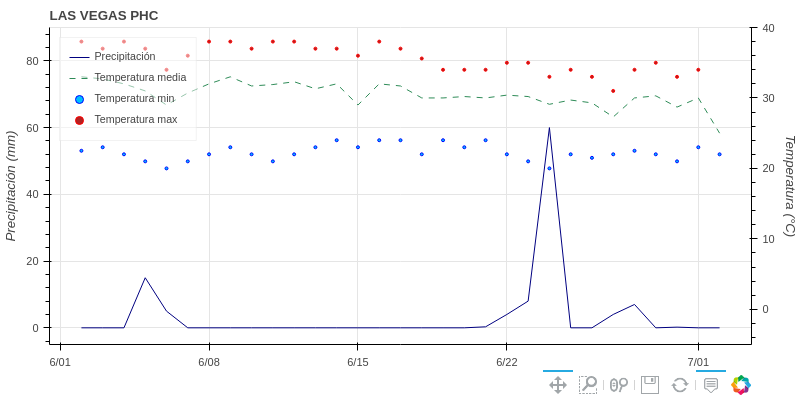 LAS VEGAS PHC
Precipitación
Temperatura media
Temperatura min
Temperatura max
Precipitación (mm)
80
60
40
20
0
Temperatura (°C)
40
30
20
10
0
6/01
6/08
6/15
6/22
7/01